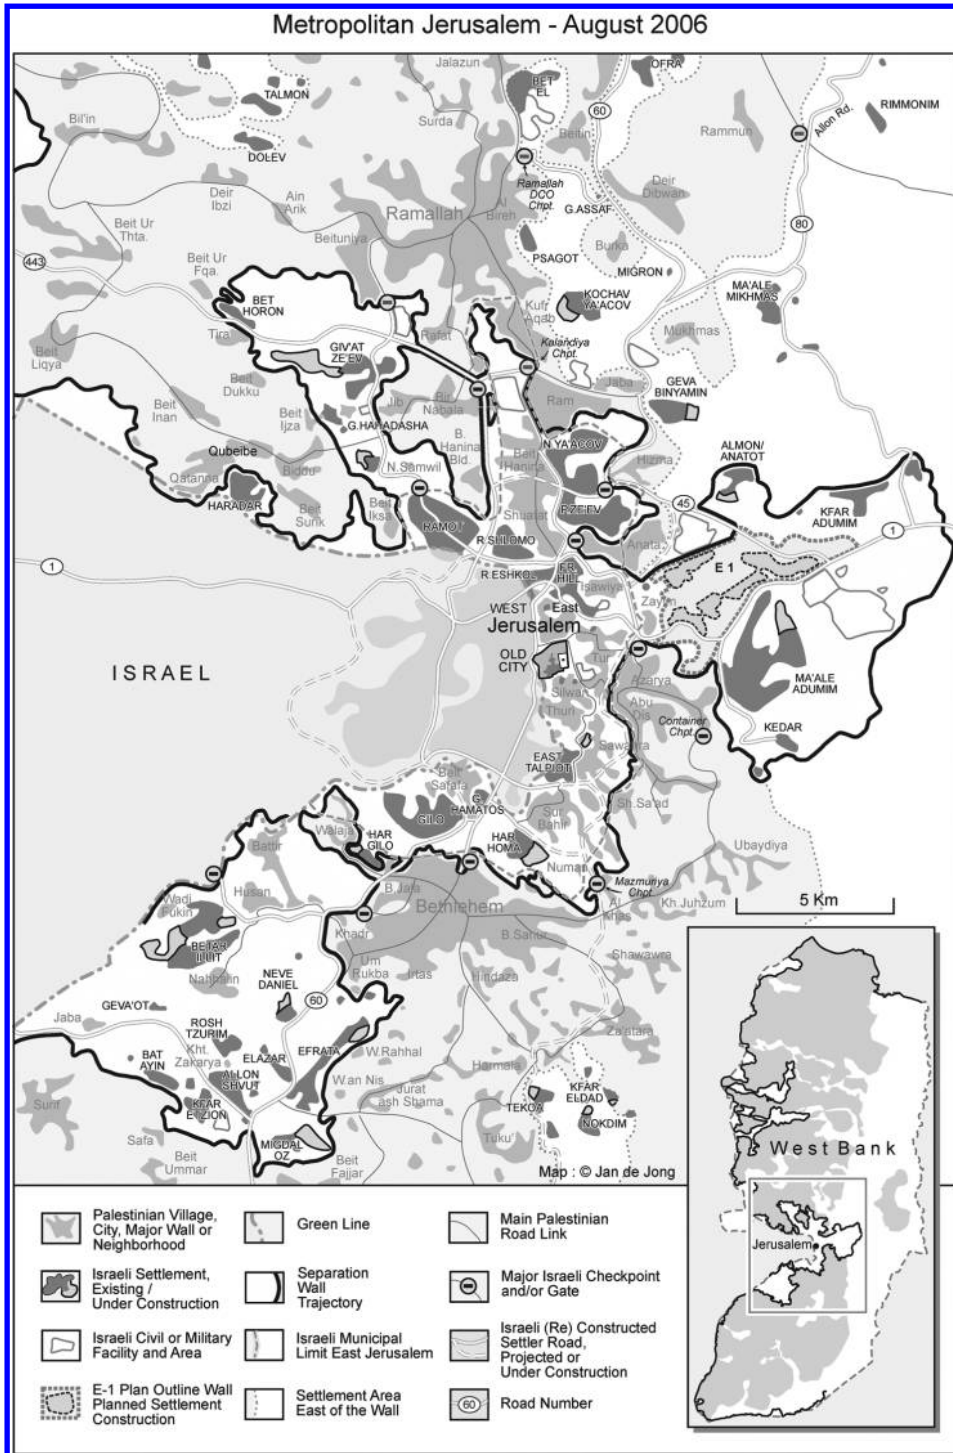 Metropolitan Jerusalem - August 2006
Jalazun
BET
EL
OFRA
TALMON
Surda
60
Beitin
Rammun
Allon Rd.
RIMMONIM
Bil'in
DOLEV
Ramallah
DCO
Chpt.
Deir
Dibwan
Deir
Ibzi
Ain
Arik
Ramallah
Al
Bireh
G.ASSAF
Beit Ur
Thta.
Beituniya
80
443
PSAGOT
Burka
Beit Ur
Fqa.
MIGRON
BET
HORON
KOCHAV
YA'ACOV
MA'ALE
MIKHMAS
Kufr
Aqab
Tira
Rafat
Mukhmas
Beit
Liqya
GIV'AT
ZE'EV
Kalandiya
Chpt.
Beit
Dukku
Jaba
GEVA
BINYAMIN
Jib
Bir
Nabala
Ram
Beit
Inan
Beit
Ijza
G.HAHADASHA
B.
Hanina
Bld.
N.YA'ACOV
ALMON/
ANATOT
Qubeibe
Beit
Hanina
Hizma
Qatanna
Biddu
N.Samwil
HARADAR
Beit
Surik
Beit
Iksa
P.ZE'EV
45
KFAR
ADUMIM
RAMOT
Shuafat
1
R.SHLOMO
Anata
1
R.ESHKOL
FR.
HILL
E 1
Isawiya
Zayim
WEST
East
Jerusalem
OLD
CITY
Tur
ISRAEL
Azarya
MA'ALE
ADUMIM
Silwan
Abu
Dis
Thuri
Container
Chpt.
KEDAR
Sawahra
EAST
TALPIOT
Beit
Safafa
G.
HAMATOS
Sh.Sa'ad
Walaja
GILO
Sur
Bahir
HAR
GILO
HAR
HOMA
Battir
Ubaydiya
Numan
Mazmuriya
Chpt.
Husan
B.Jala
5 Km
Wadi
Fukin
Bethlehem
Al
Khas
Kh.Juhzum
Khadr
BETAR
ILLIT
B.Sahur
Um
Rukba
Shawawra
Nahhalin
NEVE
DANIEL
Irtas
Hindaza
GEVA'OT
60
Jaba
ROSH
TZURIM
Za'atara
Kht.
Zakarya
BAT
AYIN
ELAZAR
EFRATA
W.Rahhal
Harmala
ALLON
SHVUT
W.an Nis
KFAR
ELDAD
KFAR
ETZION
Jurat
ash Shama
TEKOA
NOKDIM
Surif
Safa
MIGDAL
OZ
Tuku'
Beit
Ummar
Beit
Fajjar
Map : © Jan de Jong
West Bank
Jerusalem
Palestinian Village,
City, Major Wall or
Neighborhood
Green Line
Main Palestinian
Road Link
Israeli Settlement,
Existing /
Under Construction
Separation
Wall
Trajectory
Major Israeli Checkpoint
and/or Gate
Israeli Civil or Military
Facility and Area
Israeli Municipal
Limit East Jerusalem
Israeli (Re) Constructed
Settler Road,
Projected or
Under Construction
E-1 Plan Outline Wall
Planned Settlement
Construction
Settlement Area
East of the Wall
60
Road Number